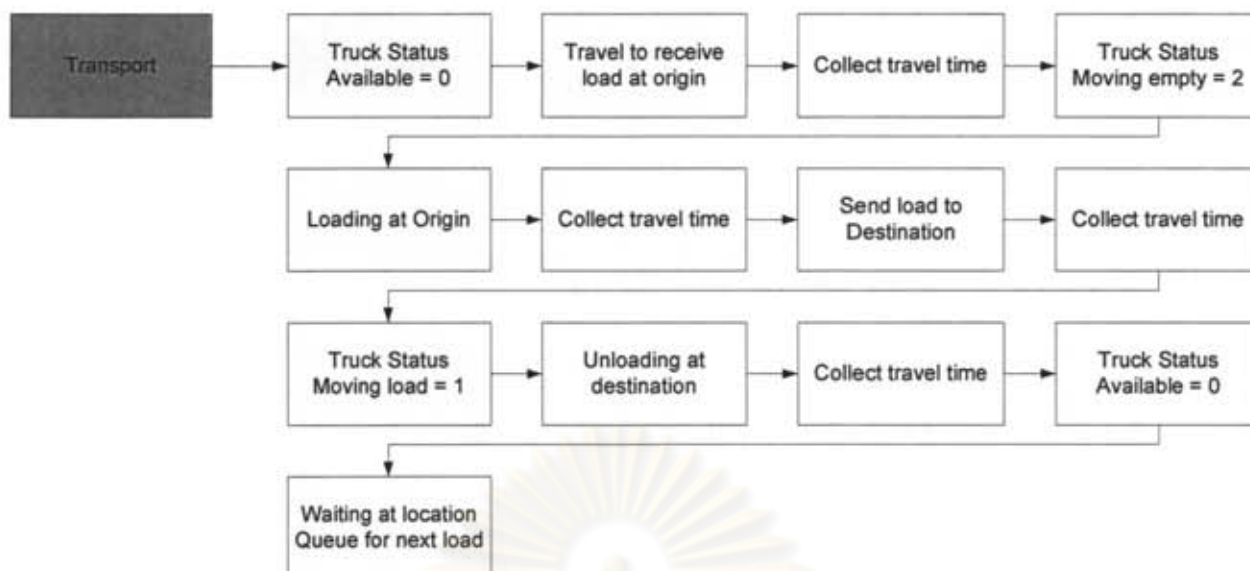 Transport
Truck Status
Available = 0
Travel to receive
load at origin
Collect travel time
Truck Status
Moving empty = 2
Loading at Origin
Collect travel time
Send load to
Destination
Collect travel time
Truck Status
Moving load = 1
Unloading at
destination
Collect travel time
Truck Status
Available = 0
Waiting at location
Queue for next load